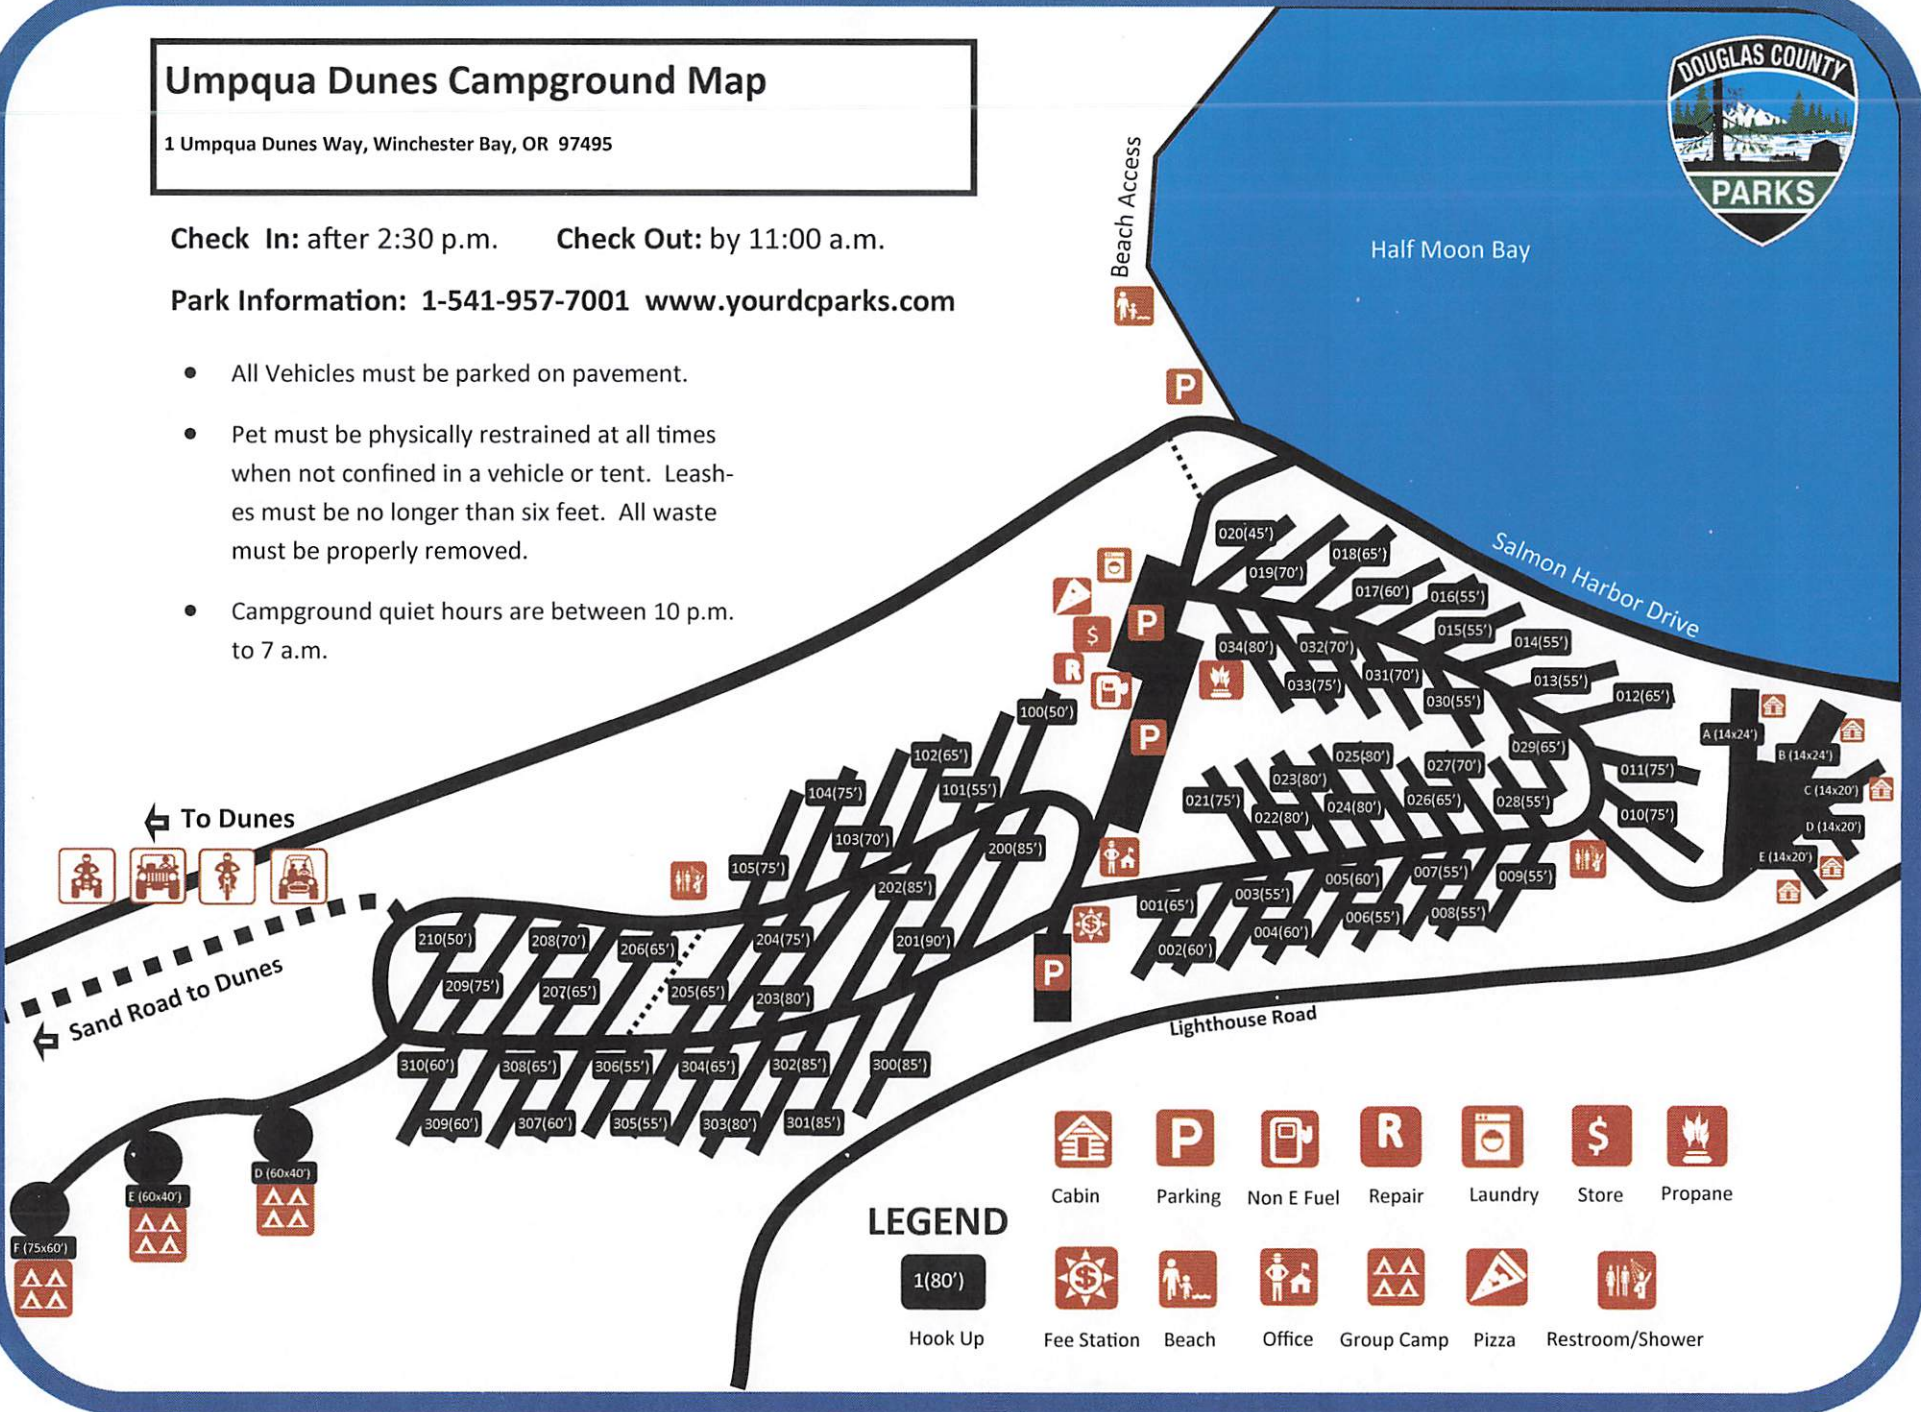 Umpqua Dunes Campground Map
1 Umpqua Dunes Way, Winchester Bay, OR 97495
Check In: after 2:30 p.m. Check Out: by 11:00 a.m.
Park Information: 1-541-957-7001 www.yourdcparks.com
• All Vehicles must be parked on pavement.
• Pet must be physically restrained at all times
when not confined in a vehicle or tent. Leash-
es must be no longer than six feet. All waste
must be properly removed.
• Campground quiet hours are between 10 p.m.
to 7 a.m.
DOUGLAS COUNTY
PARKS
Half Moon Bay
Beach Access
P
Salmon Harbor Drive
020(45')
019(70')
018(65')
017(60')
016(55')
015(55')
014(55')
013(55')
012(65')
011(75')
010(75')
034(80')
033(75')
032(70')
031(70')
030(55')
029(65')
028(55')
027(70')
026(65')
025(80')
024(80')
023(80')
022(80')
021(75')
001(65')
002(60')
003(55')
004(60')
005(60')
006(55')
007(55')
008(55')
009(55')
A (14x24')
B (14x24')
C (14x20')
D (14x20')
E (14x20')
P
$
R
P
P
$
100(50')
101(55')
102(65')
103(70')
104(75')
105(75')
200(85')
201(90')
202(85')
203(80')
204(75')
205(65')
206(65')
207(65')
208(70')
209(75')
210(50')
300(85')
301(85')
302(85')
303(80')
304(65')
305(55')
306(55')
307(60')
308(65')
309(60')
310(60')
To Dunes
Sand Road to Dunes
Lighthouse Road
D (60x40')
E (60x40')
F (75x60')
LEGEND
1(80')
Hook Up
P
R
$
Cabin Parking Non E Fuel Repair Laundry Store Propane
$
Fee Station Beach Office Group Camp Pizza Restroom/Shower